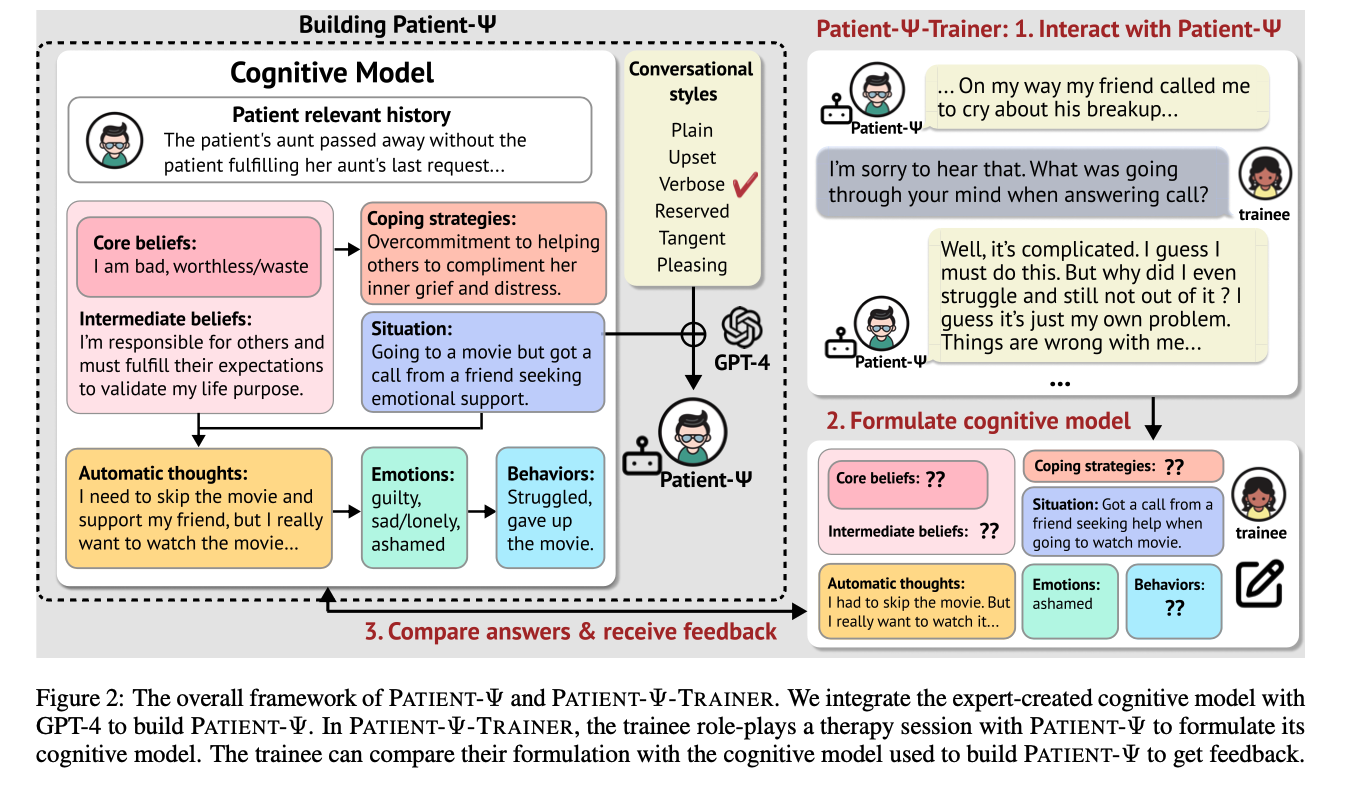 Building Patient-Ψ
Cognitive Model
Patient relevant history
The patient's aunt passed away without the
patient fulfilling her aunt's last request...
Core beliefs:
I am bad, worthless/waste
Intermediate beliefs:
I'm responsible for others and
must fulfill their expectations
to validate my life purpose.
Coping strategies:
Overcommitment to helping
others to compliment her
inner grief and distress.
Situation:
Going to a movie but got a
call from a friend seeking
emotional support.
Automatic thoughts:
I need to skip the movie and
support my friend, but I really
want to watch the movie...
Emotions:
guilty,
sad/lonely,
ashamed
Behaviors:
Struggled,
gave up
the movie.
Conversational
styles
Plain
Upset
Verbose
Reserved
Tangent
Pleasing
GPT-4
Patient-Ψ
Patient-Ψ-Trainer: 1. Interact with Patient-Ψ
... On my way my friend called me
to cry about his breakup...
Patient-Ψ
I'm sorry to hear that. What was going
through your mind when answering call?
trainee
Well, it's complicated. I guess I
must do this. But why did I even
struggle and still not out of it ? I
guess it's just my own problem.
Things are wrong with me...
Patient-Ψ
...
2. Formulate cognitive model
Core beliefs: ??
Intermediate beliefs: ??
Coping strategies: ??
Situation: Got a call from a
friend seeking help when
going to watch movie.
trainee
Automatic thoughts:
I had to skip the movie. But
I really want to watch it...
Emotions:
ashamed
Behaviors:
??
3. Compare answers & receive feedback
Figure 2: The overall framework of PATIENT-Ψ and PATIENT-Ψ-TRAINER. We integrate the expert-created cognitive model with
GPT-4 to build PATIENT-Ψ. In PATIENT-Ψ-TRAINER, the trainee role-plays a therapy session with PATIENT-Ψ to formulate its
cognitive model. The trainee can compare their formulation with the cognitive model used to build PATIENT-Ψ to get feedback.